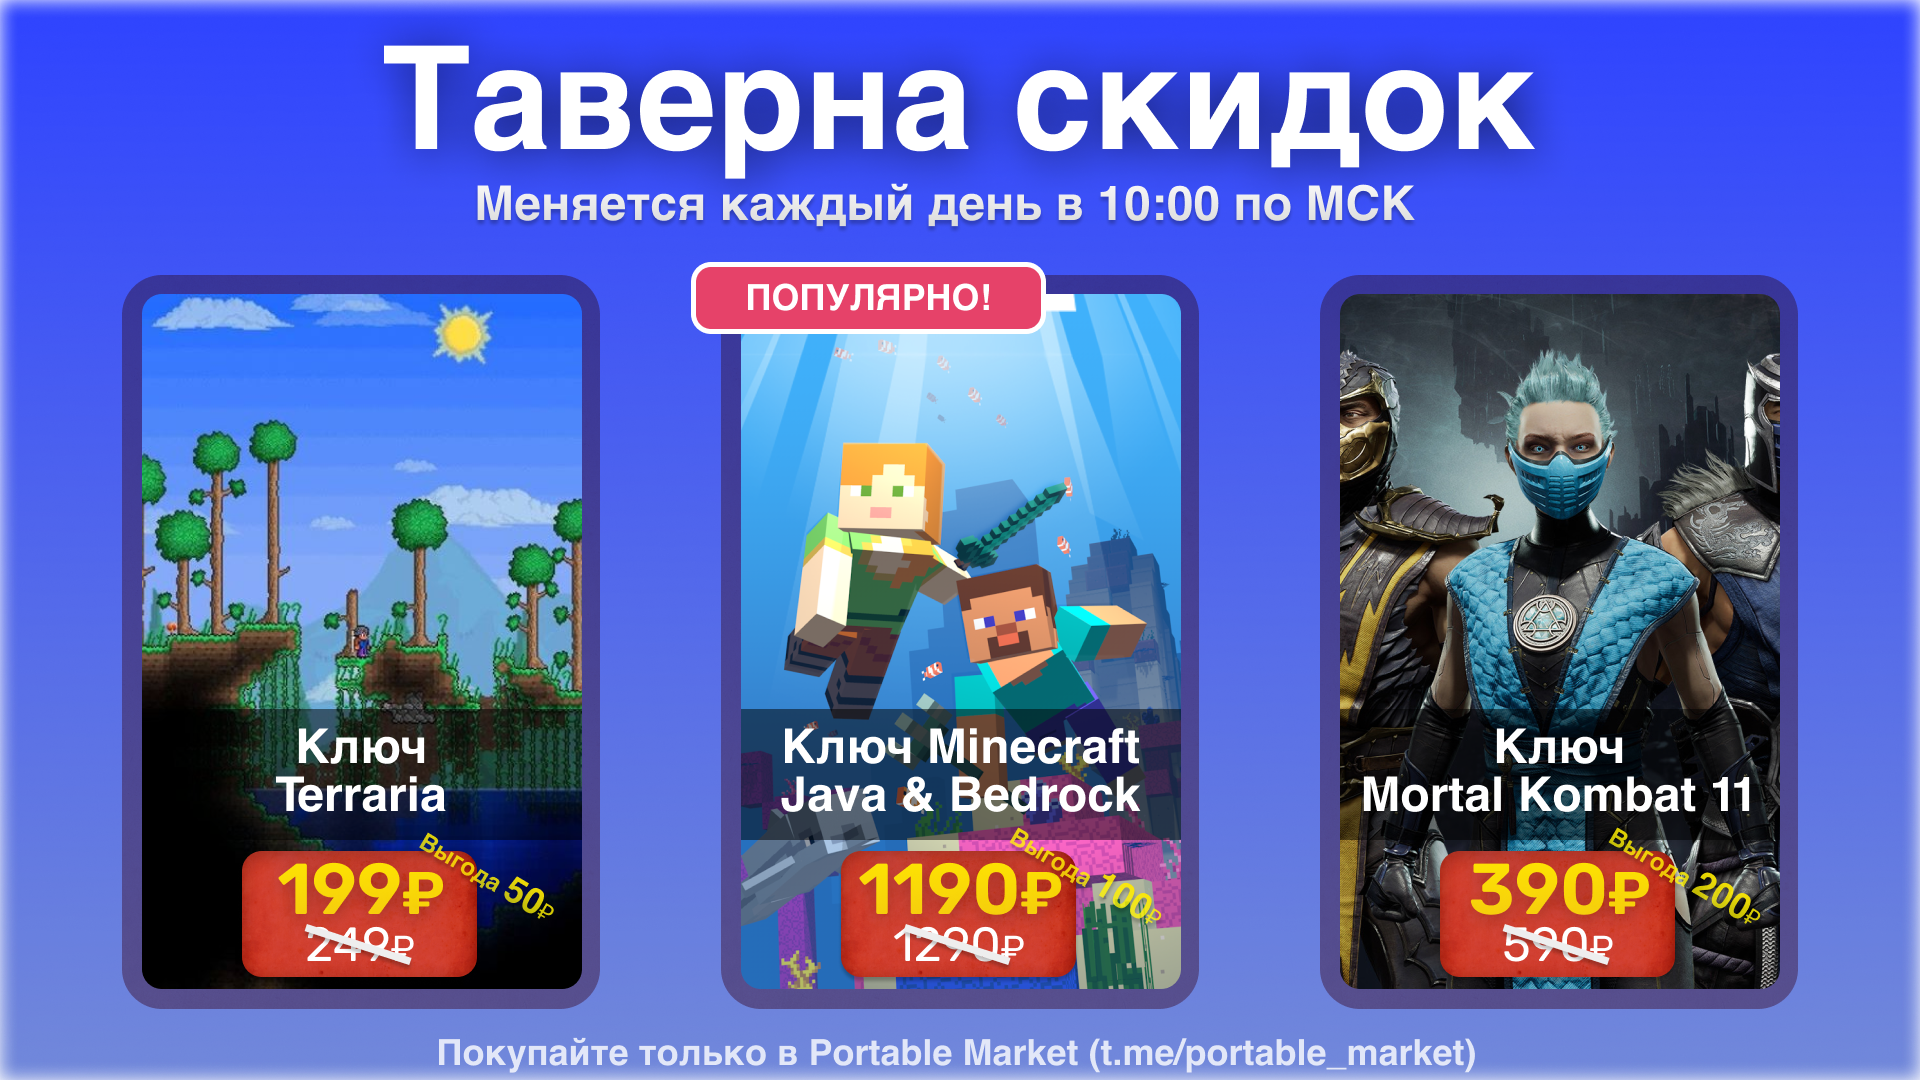 Таверна скидок
Меняется каждый день в 10:00 по МСК
ПОПУЛЯРНО!
Ключ
Terraria
Выгода 50₽
199₽
249₽
Ключ Minecraft
Java & Bedrock
Выгода 100₽
1190₽
1290₽
Ключ
Mortal Kombat 11
Выгода 200₽
390₽
590₽
Покупайте только в Portable Market (t.me/portable_market)